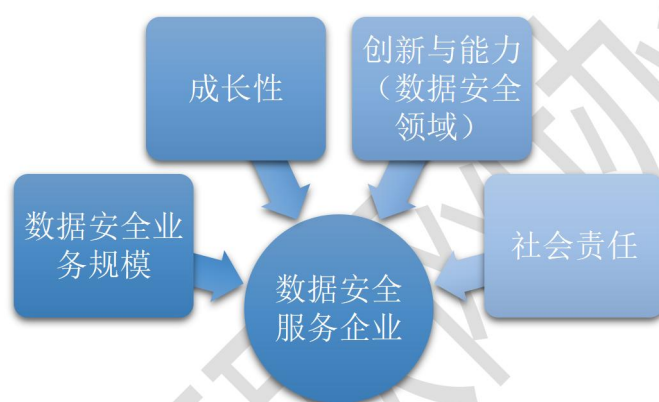 成长性
创新与能力
（数据安全
领域）
数据安全业
务规模
社会责任
数据安全
服务企业